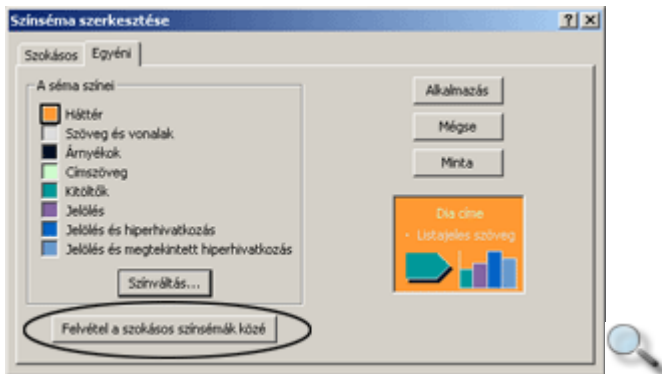 Színséma szerkesztése
Szokásos
Egyéni
A séma színei
Háttér
Szöveg és vonalak
Árnyékok
Címszöveg
Kitöltők
Jelölés
Jelölés és hiperhivatkozás
Jelölés és megtekintett hiperhivatkozás
Színváltás...
Felvétel a szokásos színsémák közé
Alkalmazás
Mégse
Minta
Dia címe
- Listajeles szöveg